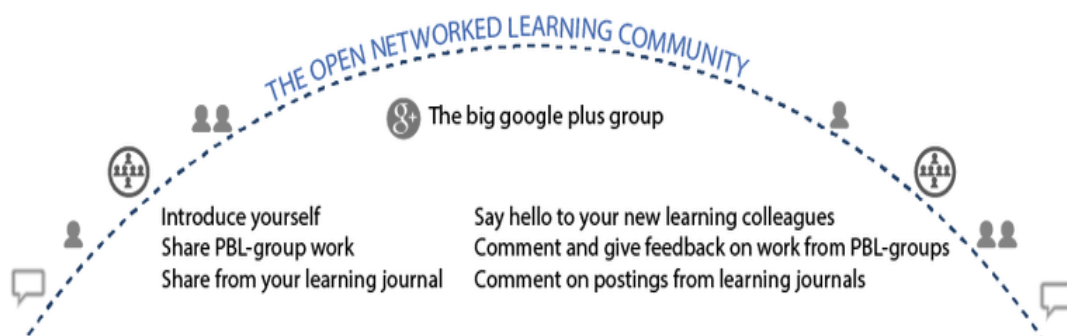 THE OPEN NETWORKED LEARNING COMMUNITY
g+ The big google plus group
Introduce yourself
Share PBL-group work
Share from your learning journal
Say hello to your new learning colleagues
Comment and give feedback on work from PBL-groups
Comment on postings from learning journals